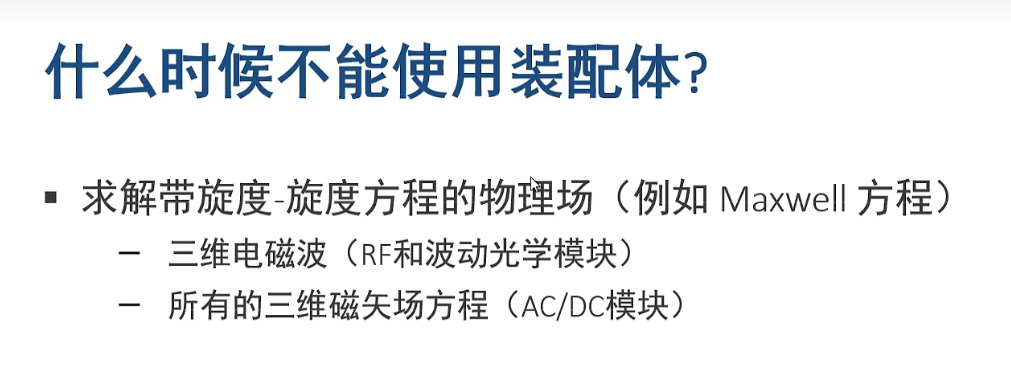 什么时候不能使用装配体?
▪ 求解带旋度-旋度方程的物理场（例如 Maxwell 方程）
– 三维电磁波（RF和波动光学模块）
– 所有的三维磁矢场方程（AC/DC模块）